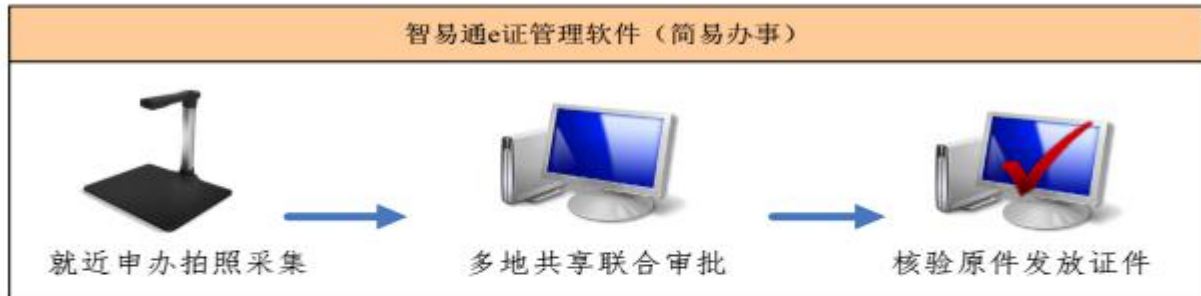 智易通e证管理软件（简易办事）
就近申办拍照采集
多地共享联合审批
核验原件发放证件